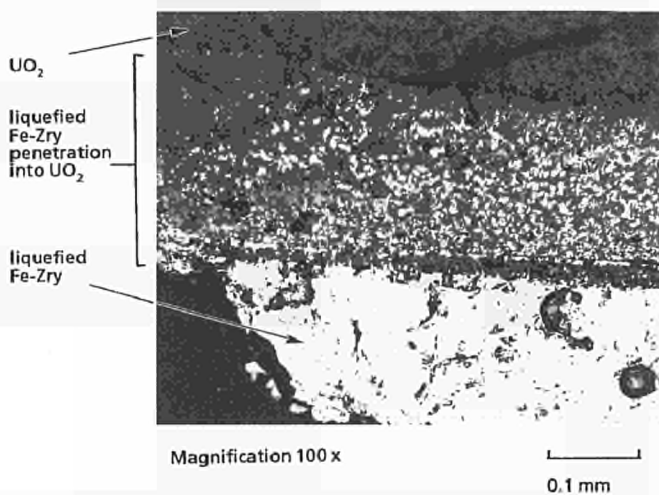 UO₂
liquefied
Fe-Zry
penetration
into UO₂
liquefied
Fe-Zry
Magnification 100 x
0.1 mm